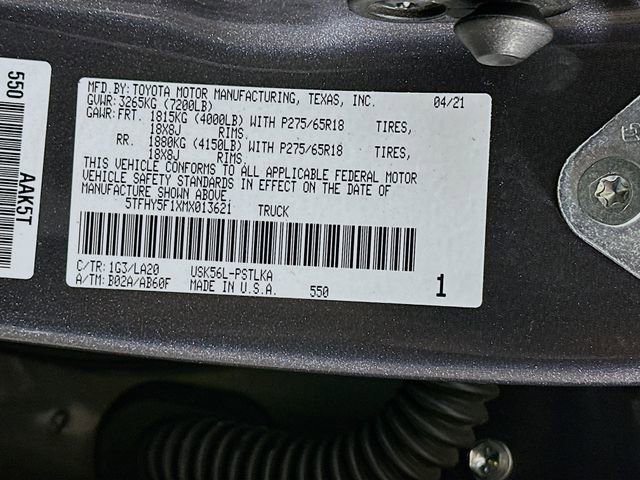 MFD.BY: TOYOTA MOTOR MANUFACTURING, TEXAS, INC. 04/21
GVWR: 3265KG (7200LB)
GAWR: FRT. 1815KG (4000LB) WITH P275/65R18 TIRES,
18X8J RIMS.
RR. 1880KG (4150LB) WITH P275/65R18 TIRES,
18X8J RIMS.
THIS VEHICLE CONFORMS TO ALL APPLICABLE FEDERAL MOTOR
VEHICLE SAFETY STANDARDS IN EFFECT ON THE DATE OF
MANUFACTURE SHOWN ABOVE.
5TFHY5F1XMX013621 TRUCK
C/TR: 1G3/LA20 USK56L-PSTLKA
A/TM: B02A/AB60F MADE IN U.S.A. 550 1
550
AAK5T